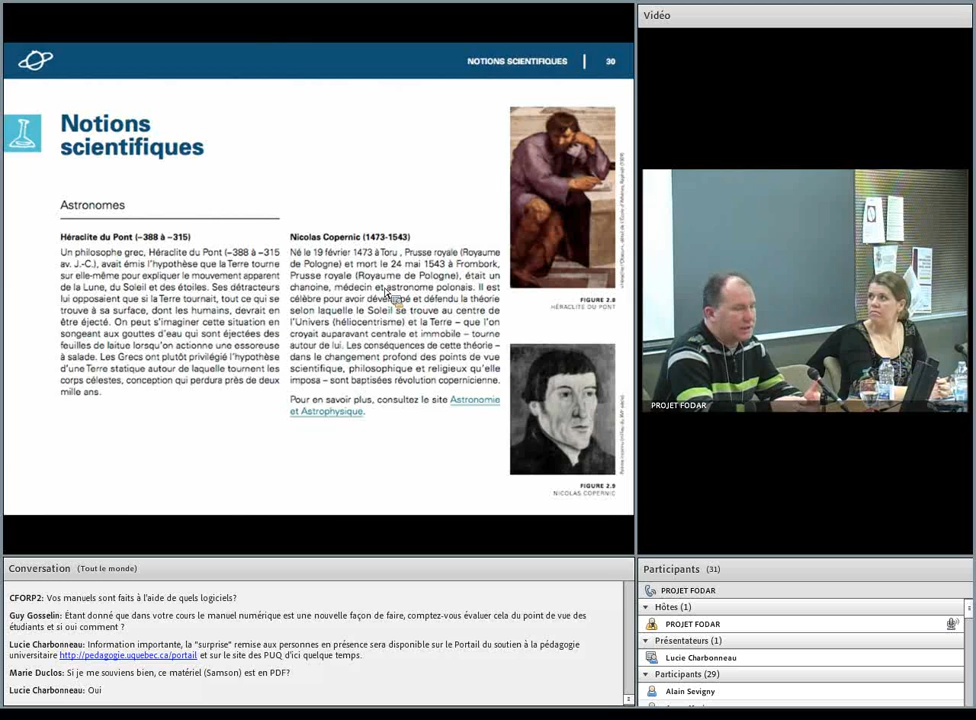 Vidéo
NOTIONS SCIENTIFIQUES
30
Notions
scientifiques
Astronomes
Héraclite du Pont (–388 à –315)
Un philosophe grec, Héraclite du Pont (–388 à –315
av. J.-C.), avait émis l'hypothèse que la Terre tourne
sur elle-même pour expliquer le mouvement apparent
de la Lune, du Soleil et des étoiles. Ses détracteurs
lui opposaient que si la Terre tournait, tout ce qui se
trouve à sa surface, dont les humains, devrait en
être éjecté. On peut s'imaginer cette situation en
songeant aux gouttes d'eau qui sont éjectées des
feuilles de laitue lorsqu'on actionne une essoreuse
à salade. Les Grecs ont plutôt privilégié l'hypothèse
d'une Terre statique autour de laquelle tournent les
corps célestes, conception qui perdura près de deux
mille ans.
Nicolas Copernic (1473-1543)
Né le 19 février 1473 à Toru , Prusse royale (Royaume
de Pologne) et mort le 24 mai 1543 à Frombork,
Prusse royale (Royaume de Pologne), était un
chanoine, médecin et astronome polonais. Il est
célèbre pour avoir développé et défendu la théorie
selon laquelle le Soleil se trouve au centre de
l'Univers (héliocentrisme) et la Terre – que l'on
croyait auparavant centrale et immobile – tourne
autour de lui. Les conséquences de cette théorie –
dans le changement profond des points de vue
scientifique, philosophique et religieux qu'elle
imposa – sont baptisées révolution copernicienne.
Pour en savoir plus, consultez le site Astronomie
et Astrophysique.
FIGURE 2.8
HÉRACLITE DU PONT
FIGURE 2.9
NICOLAS COPERNIC
PROJET FODAR
Conversation (Tout le monde)
CFORP2: Vos manuels sont faits à l'aide de quels logiciels?
Guy Gosselin: Étant donné que dans votre cours le manuel numérique est une nouvelle façon de faire, comptez-vous évaluer cela du point de vue des
étudiants et si oui comment ?
Lucie Charbonneau: Information importante, la "surprise" remise aux personnes en présence sera disponible sur le Portail du soutien à la pédagogie
universitaire http://pedagogie.uquebec.ca/portail et sur le site des PUQ d'ici quelque temps.
Marie Duclos: Si je me souviens bien, ce matériel (Samson) est en PDF?
Lucie Charbonneau: Oui
Participants (31)
PROJET FODAR
Hôtes (1)
PROJET FODAR
Présentateurs (1)
Lucie Charbonneau
Participants (29)
Alain Sevigny